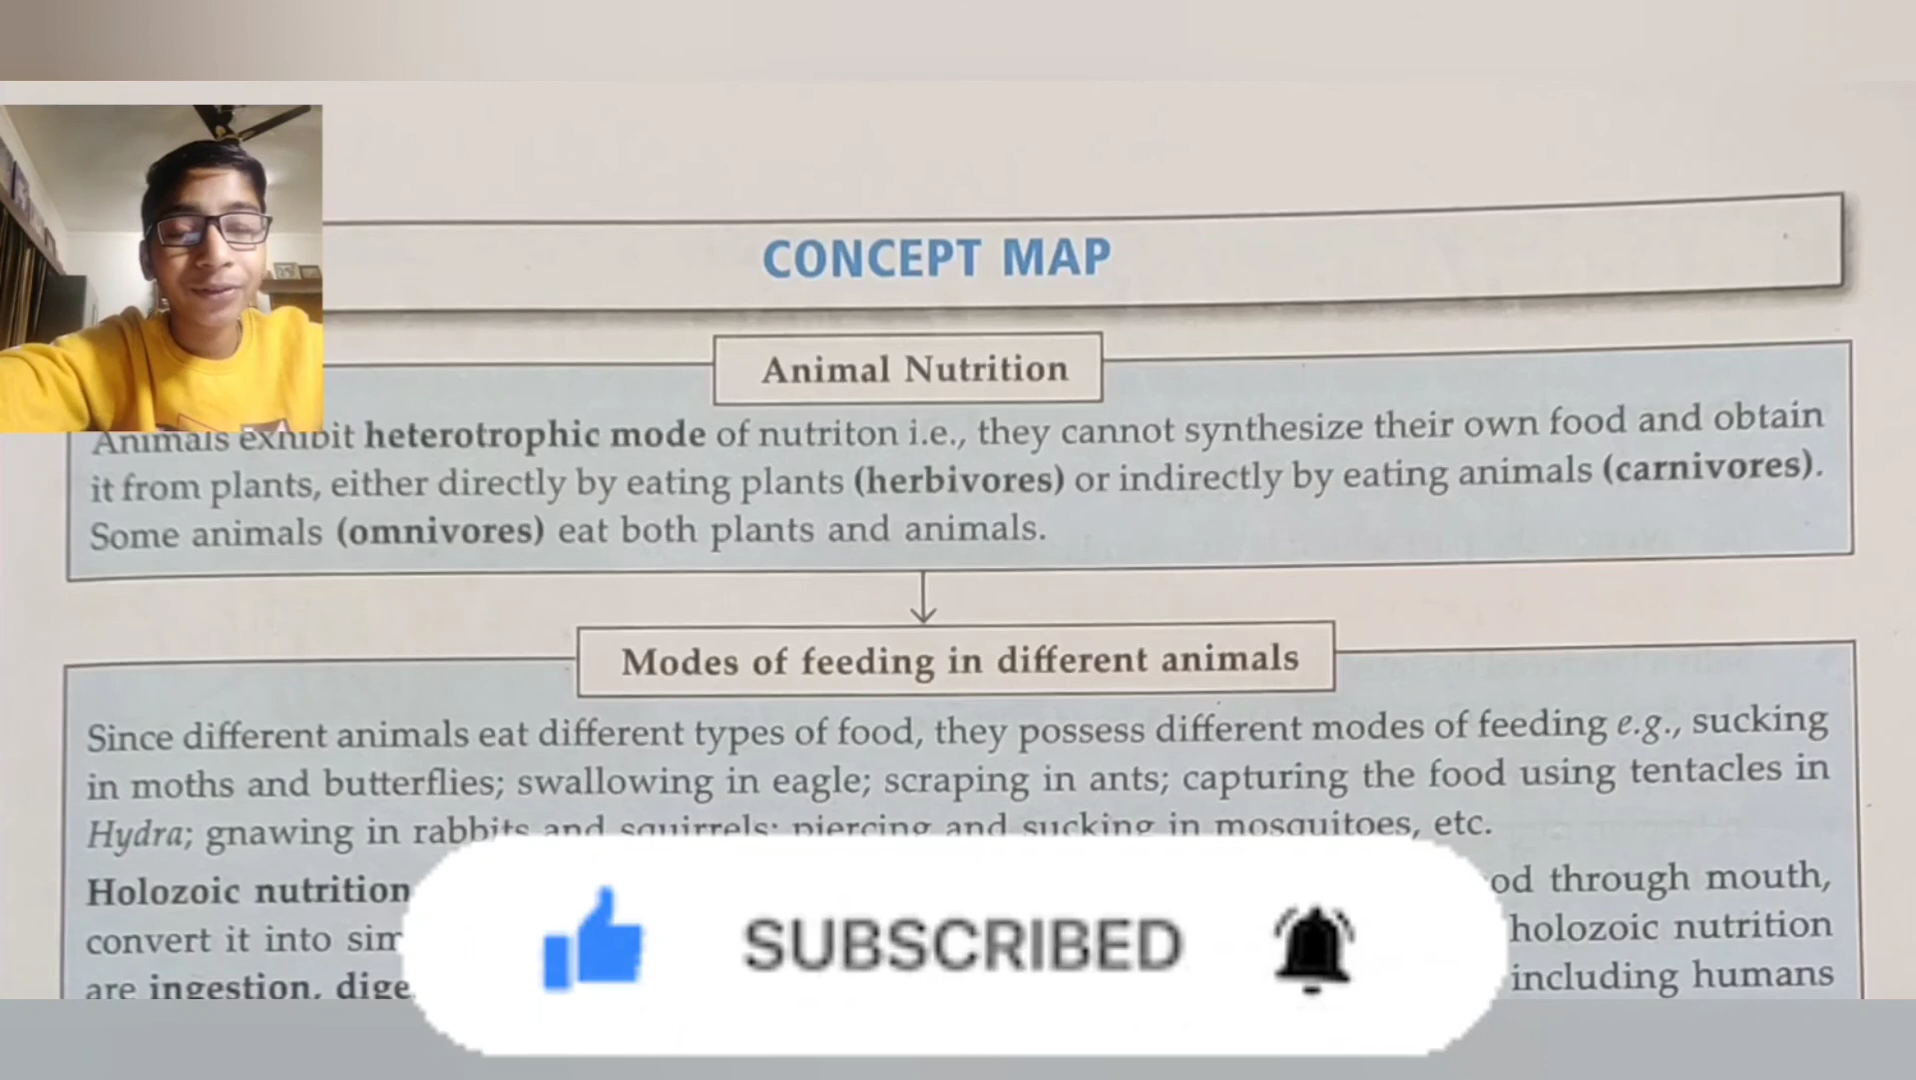 CONCEPT MAP
Animal Nutrition
Animals exhibit heterotrophic mode of nutriton i.e., they cannot synthesize their own food and obtain
it from plants, either directly by eating plants (herbivores) or indirectly by eating animals (carnivores).
Some animals (omnivores) eat both plants and animals.
Modes of feeding in different animals
Since different animals eat different types of food, they possess different modes of feeding e.g., sucking
in moths and butterflies; swallowing in eagle; scraping in ants; capturing the food using tentacles in
Hydra; gnawing in rabbits and squirrels; piercing and sucking in mosquitoes, etc.
Holozoic nutrition through mouth,
convert it into holozoic nutrition
are ingestion, including humans
SUBSCRIBED